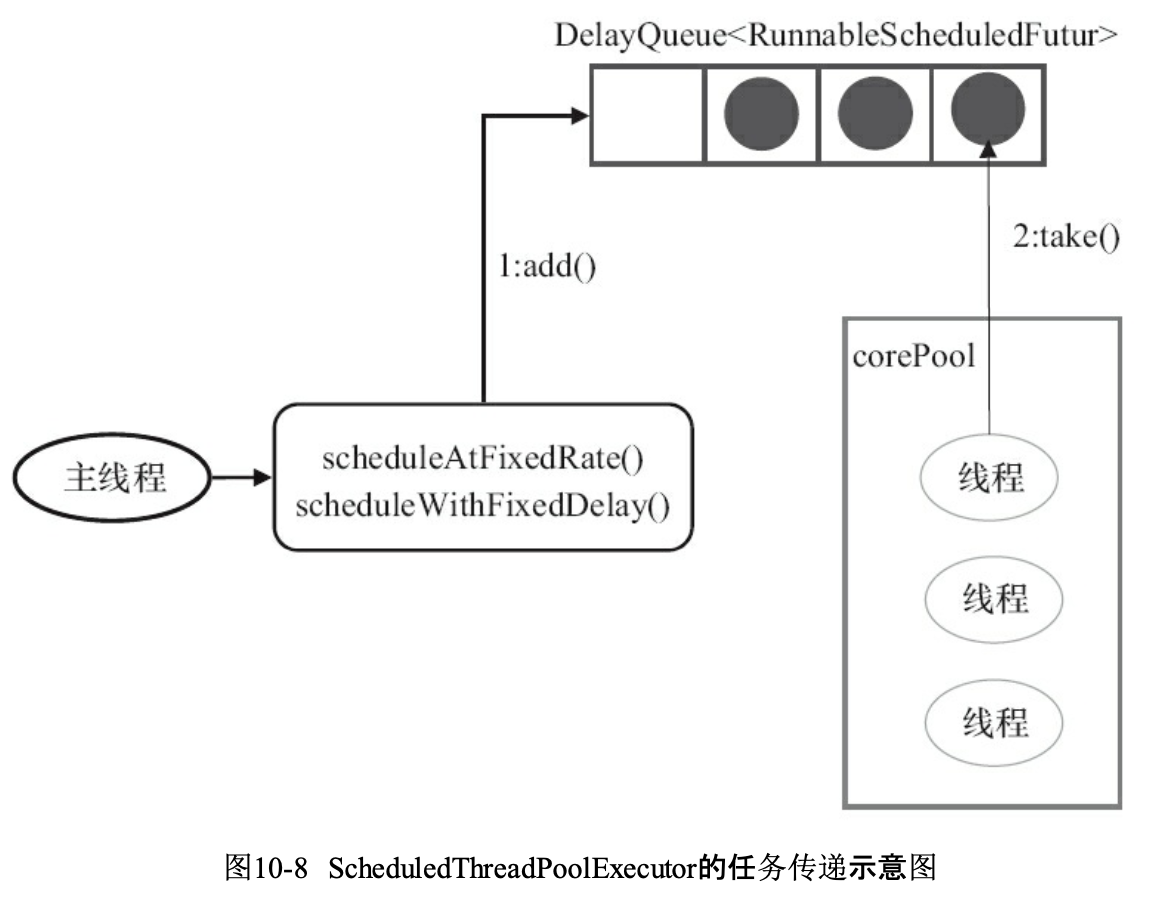 DelayQueue<RunnableScheduledFutur>
1:add()
2:take()
corePool
主线程
scheduleAtFixedRate()
scheduleWithFixedDelay()
线程
线程
线程
图10-8 ScheduledThreadPoolExecutor的任务传递示意图